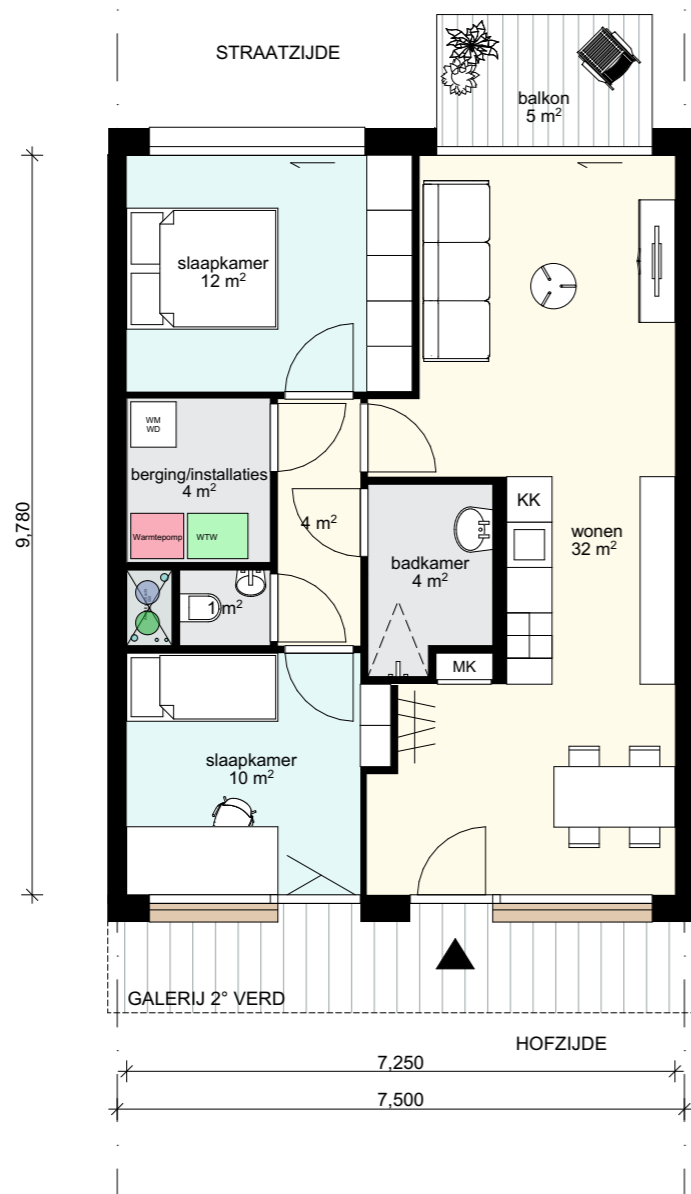 STRAATZIJDE
balkon
5 m²
slaapkamer
12 m²
WM
WD
berging/installaties
4 m²
Warmtepomp
WTW
4 m²
KK
wonen
32 m²
badkamer
4 m²
1 m²
MK
slaapkamer
10 m²
9,780
GALERIJ 2° VERD
HOFZIJDE
7,250
7,500